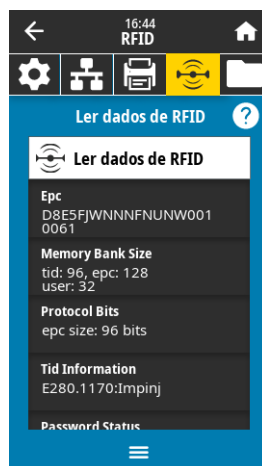 16:44
RFID
Ler dados de RFID
?
Ler dados de RFID
Epc
D8E5FJWNNNFNUNW001
0061
Memory Bank Size
tid: 96, epc: 128
user: 32
Protocol Bits
epc size: 96 bits
Tid Information
E280.1170:Impinj
Password Status